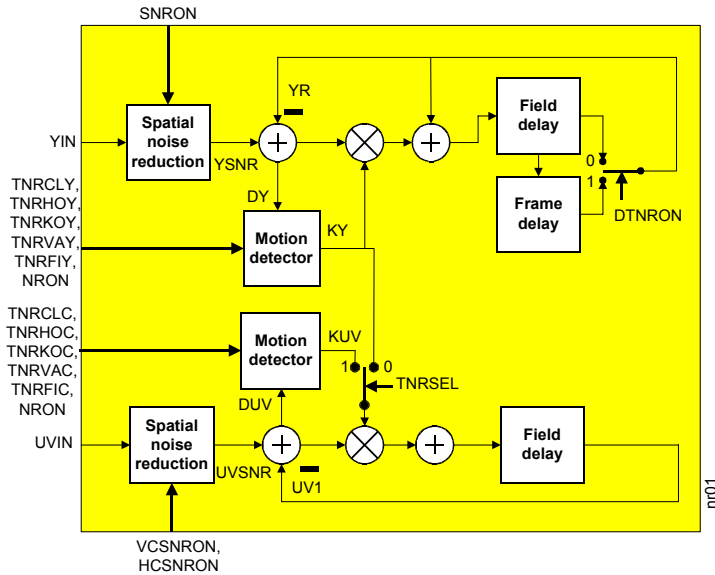 SNRON
YR
YIN
Spatial
noise
reduction
YSNR
Field
delay
0
1
DTNRON
Frame
delay
DY
TNRCLY,
TNRHOY,
TNRKOY,
TNRVAY,
TNRFIY,
NRON
Motion
detector
KY
TNRCLC,
TNRHOC,
TNRKOC,
TNRVAC,
TNRFIC,
NRON
Motion
detector
KUV
1
0
TNRSEL
DUV
UVIN
Spatial
noise
reduction
UVSNR
UV1
Field
delay
VCSNRON,
HCSNRON
nr01